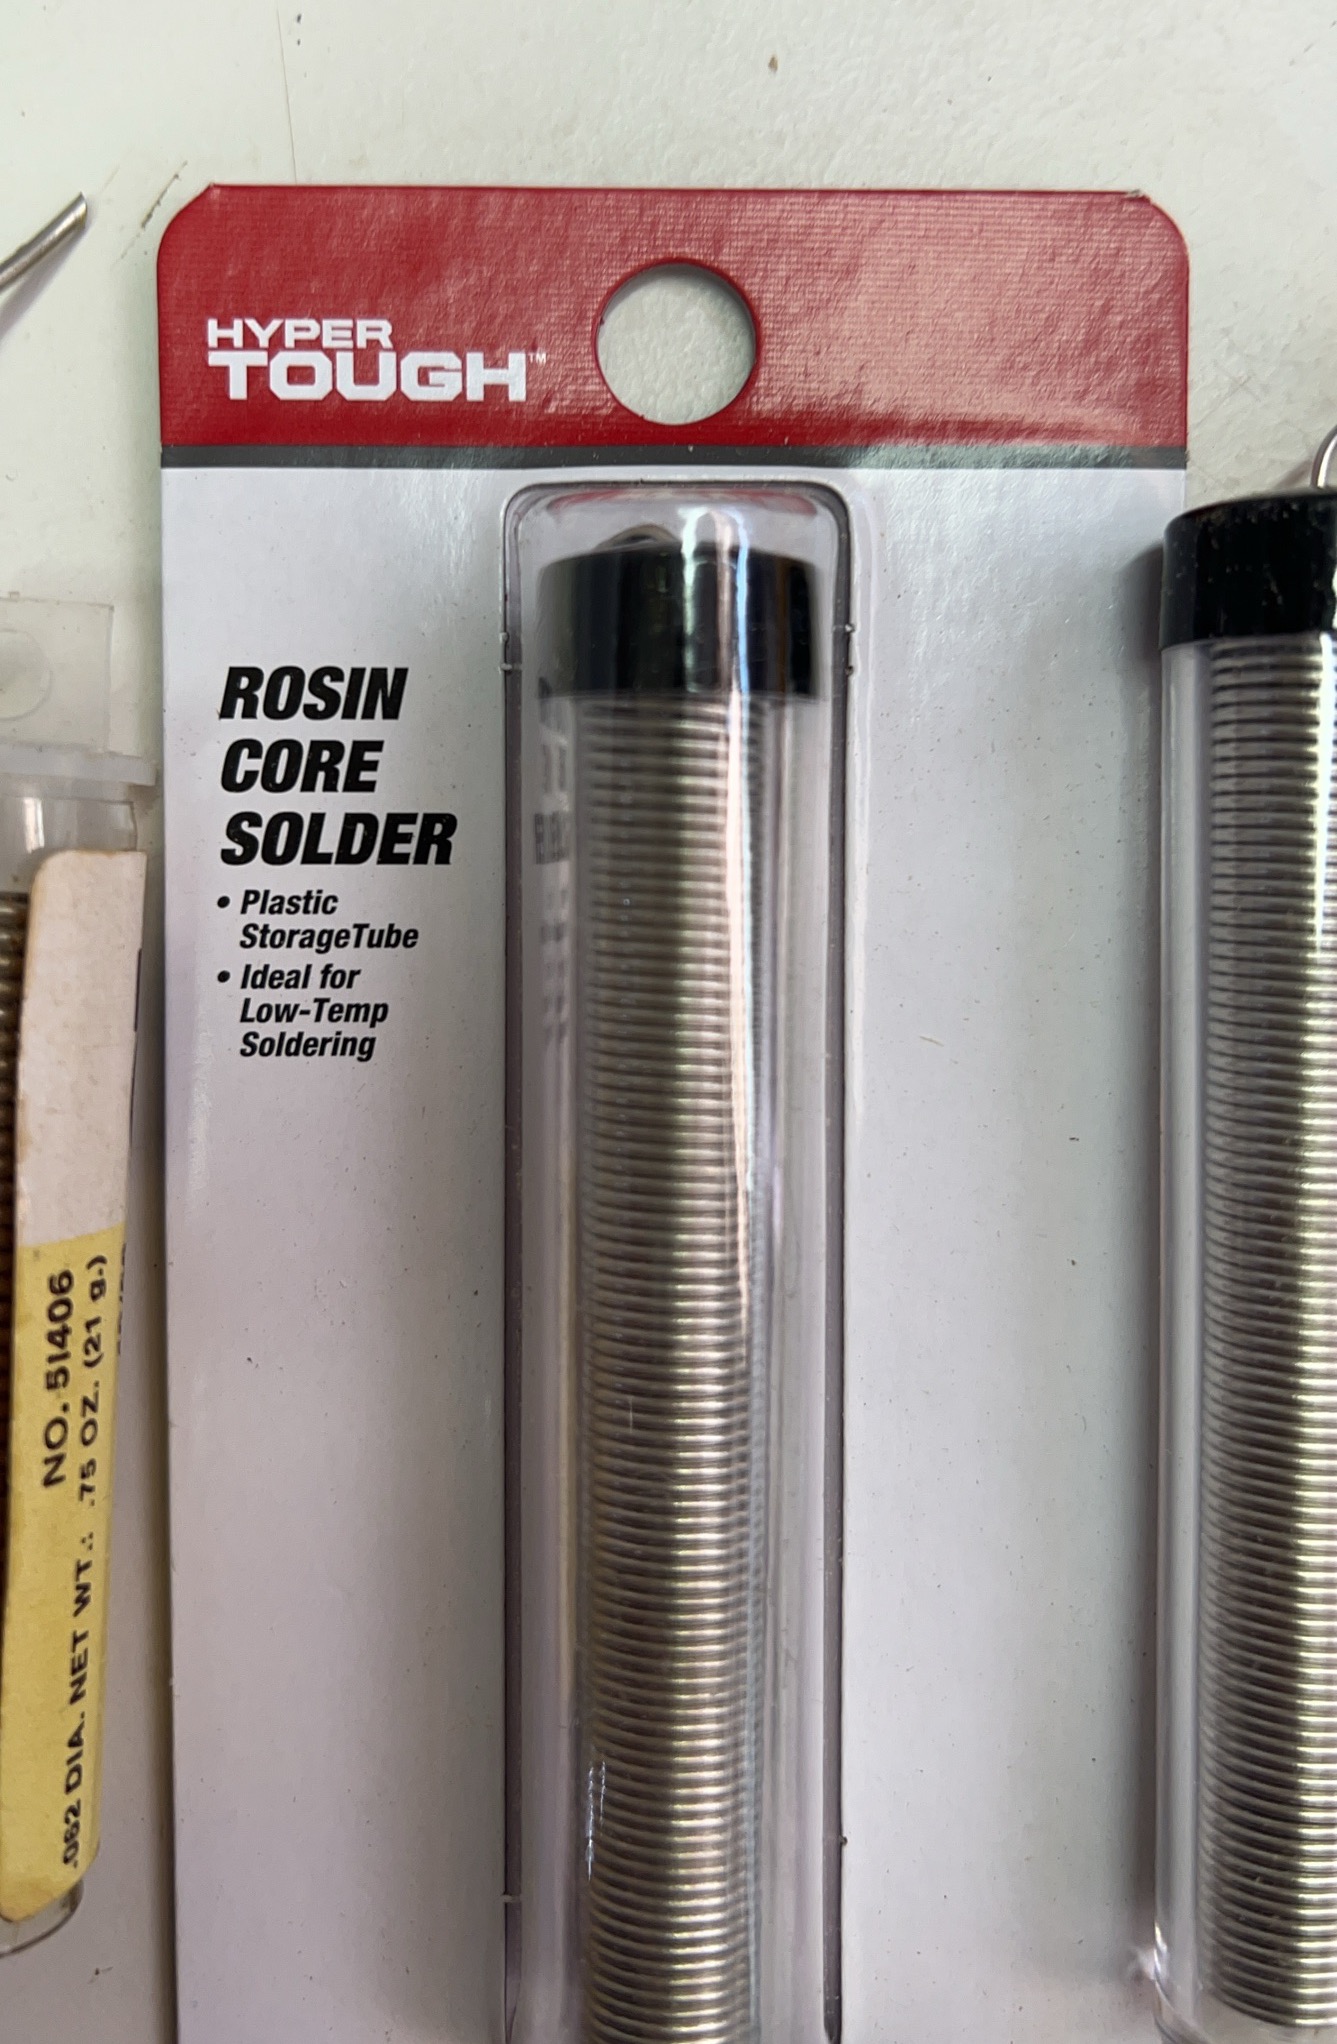 HYPER
TOUGH™
ROSIN
CORE
SOLDER
• Plastic
StorageTube
• Ideal for
Low-Temp
Soldering
NO. 51406
.062 DIA. NET WT.: .75 OZ. (21 g.)